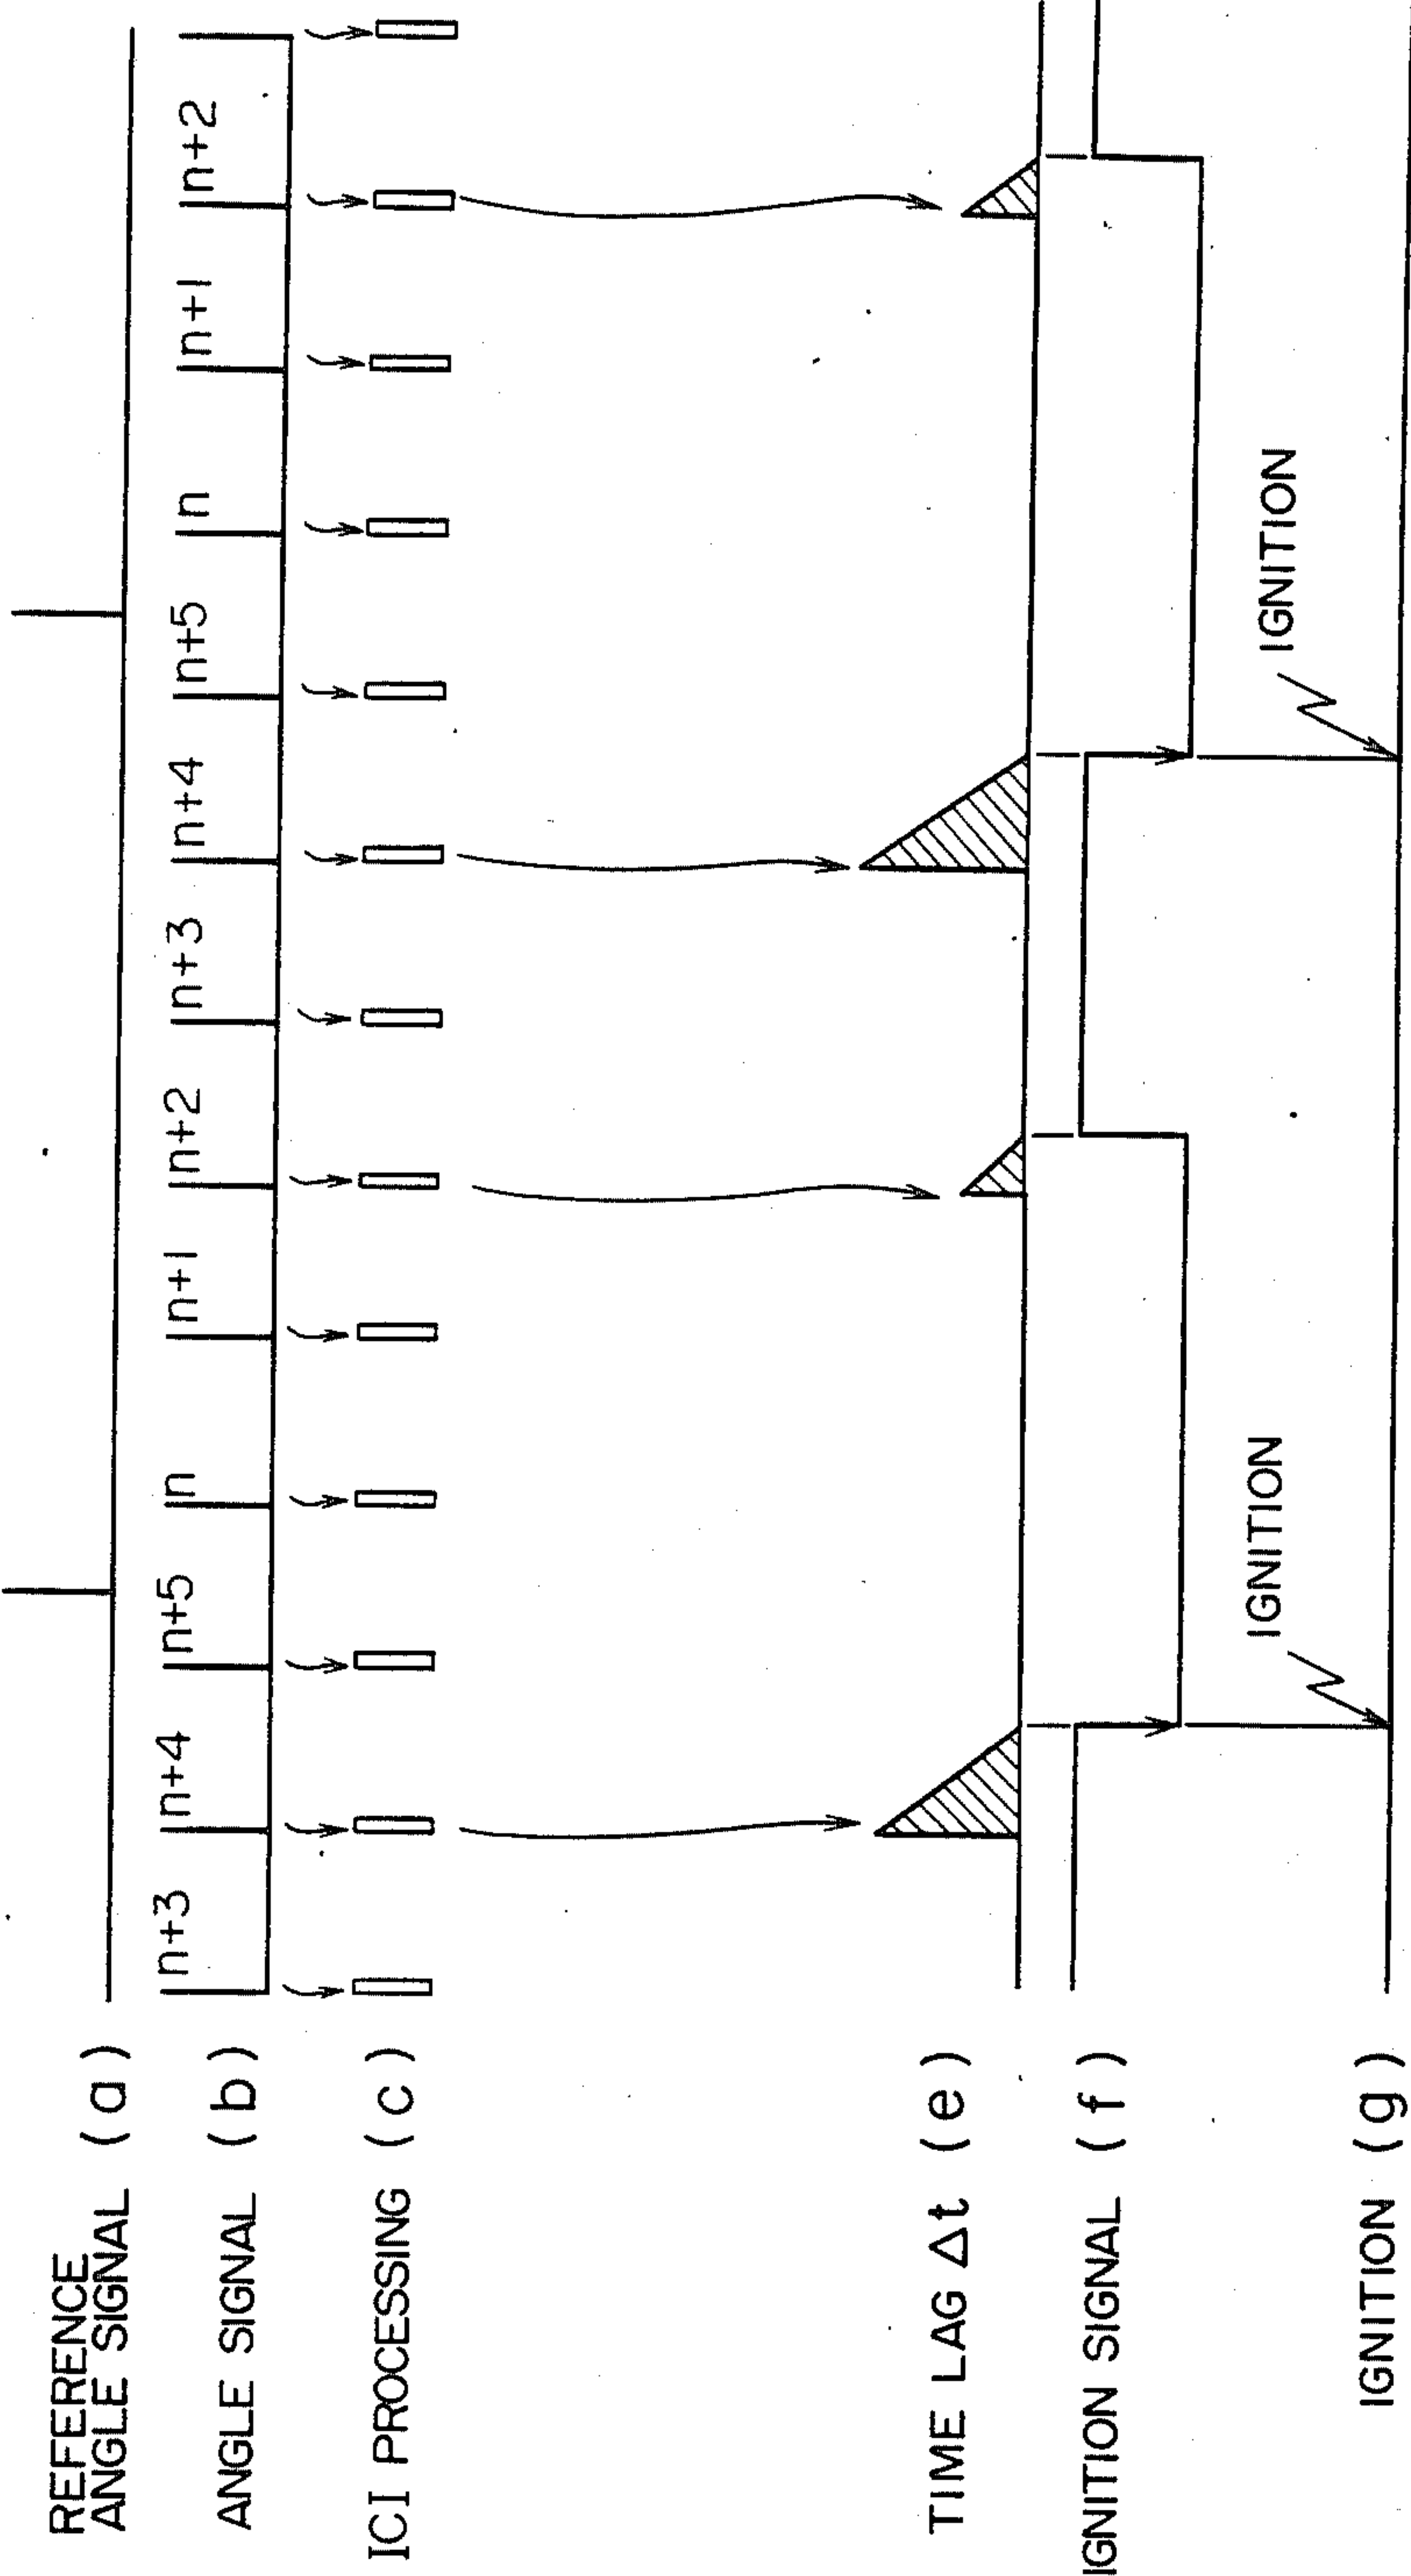 REFERENCE
ANGLE SIGNAL (a)
n+3 n+4 n+5 n n+1 n+2 n+3 n+4 n+5 n n+1 n+2
ANGLE SIGNAL (b)
ICI PROCESSING (c)
TIME LAG Δt (e)
IGNITION SIGNAL (f)
IGNITION IGNITION
IGNITION (g)